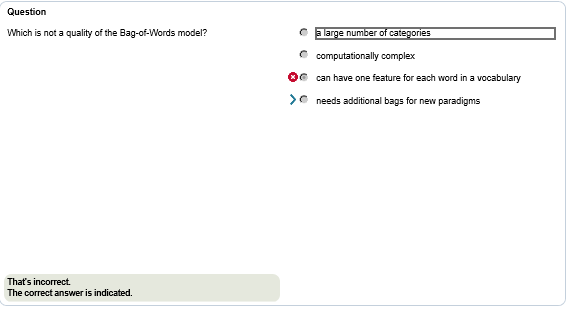 Question
Which is not a quality of the Bag-of-Words model?
a large number of categories
computationally complex
can have one feature for each word in a vocabulary
needs additional bags for new paradigms
That's incorrect.
The correct answer is indicated.